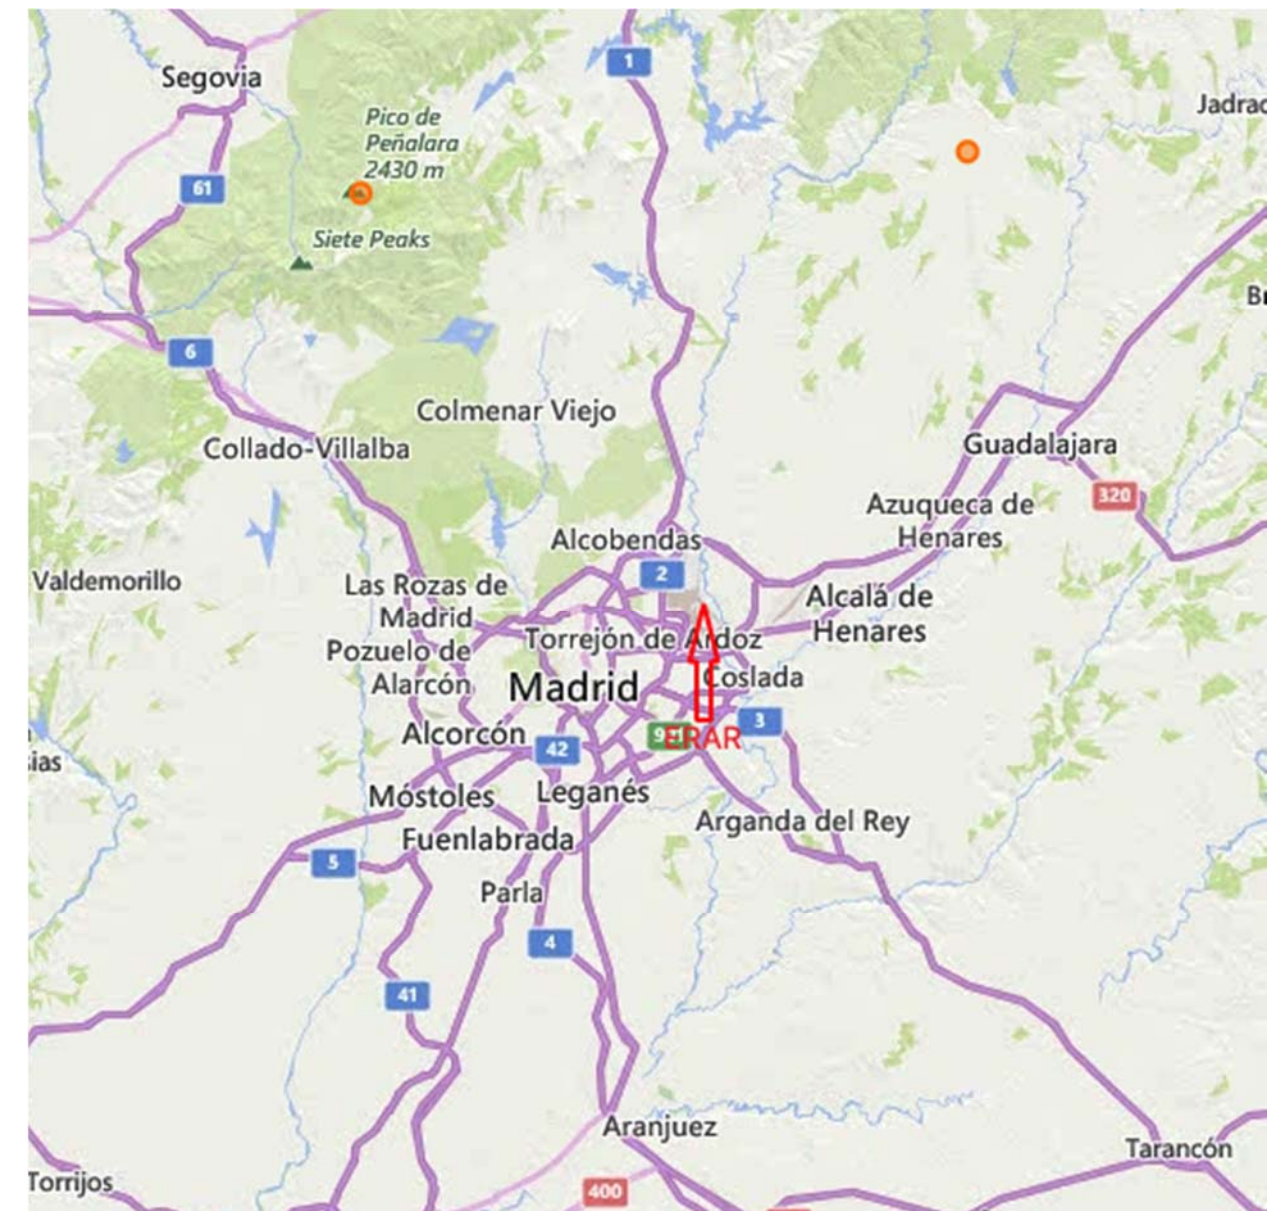 1
Segovia
Jadrac
Pico de
Peñalara
2430 m
61
Siete Peaks
6
Colmenar Viejo
Collado-Villalba
Guadalajara
320
Azuqueca de
Henares
Alcobendas
2
Valdemorillo
Las Rozas de
Madrid
Alcalá de
Henares
Torrejón de Ardoz
Pozuelo de
Alarcón
Madrid
Coslada
3
Alcorcón
42
ERAR
Móstoles
Leganés
Arganda del Rey
Fuenlabrada
5
Parla
4
41
Aranjuez
Tarancón
Torrijos
400